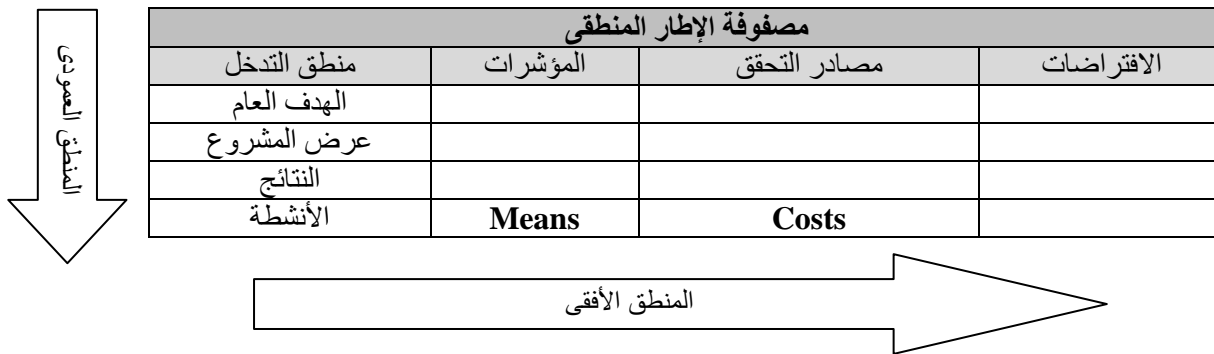 مصفوفة الإطار المنطقى
منطق التدخل المؤشرات مصادر التحقق الافتراضات
الهدف العام
عرض المشروع
النتائج
الأنشطة Means Costs
المنطق العمودى
المنطق الأفقى